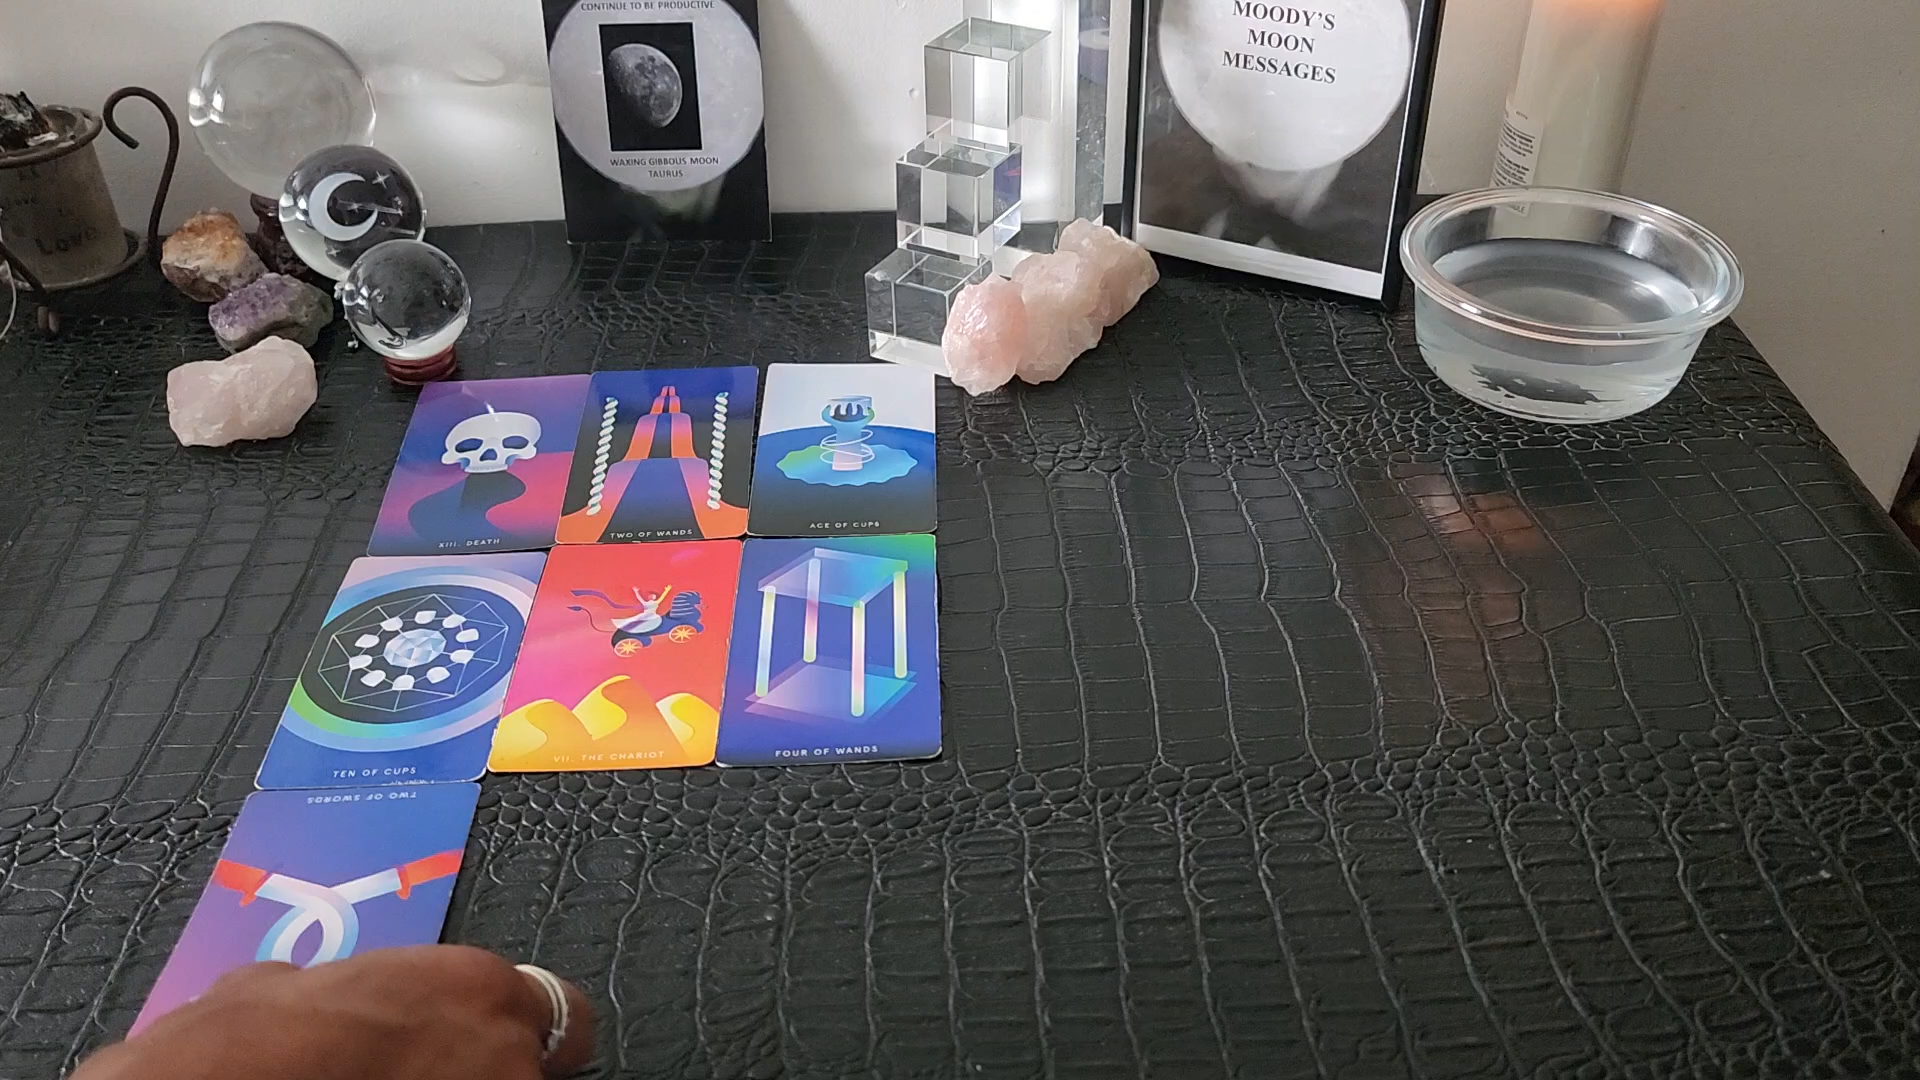 CONTINUE TO BE PRODUCTIVE
WAXING GIBBOUS MOON
TAURUS
MOODY'S
MOON
MESSAGES
Love
XIII. DEATH
TWO OF WANDS
ACE OF CUPS
TEN OF CUPS
VII. THE CHARIOT
FOUR OF WANDS
TWO OF SWORDS